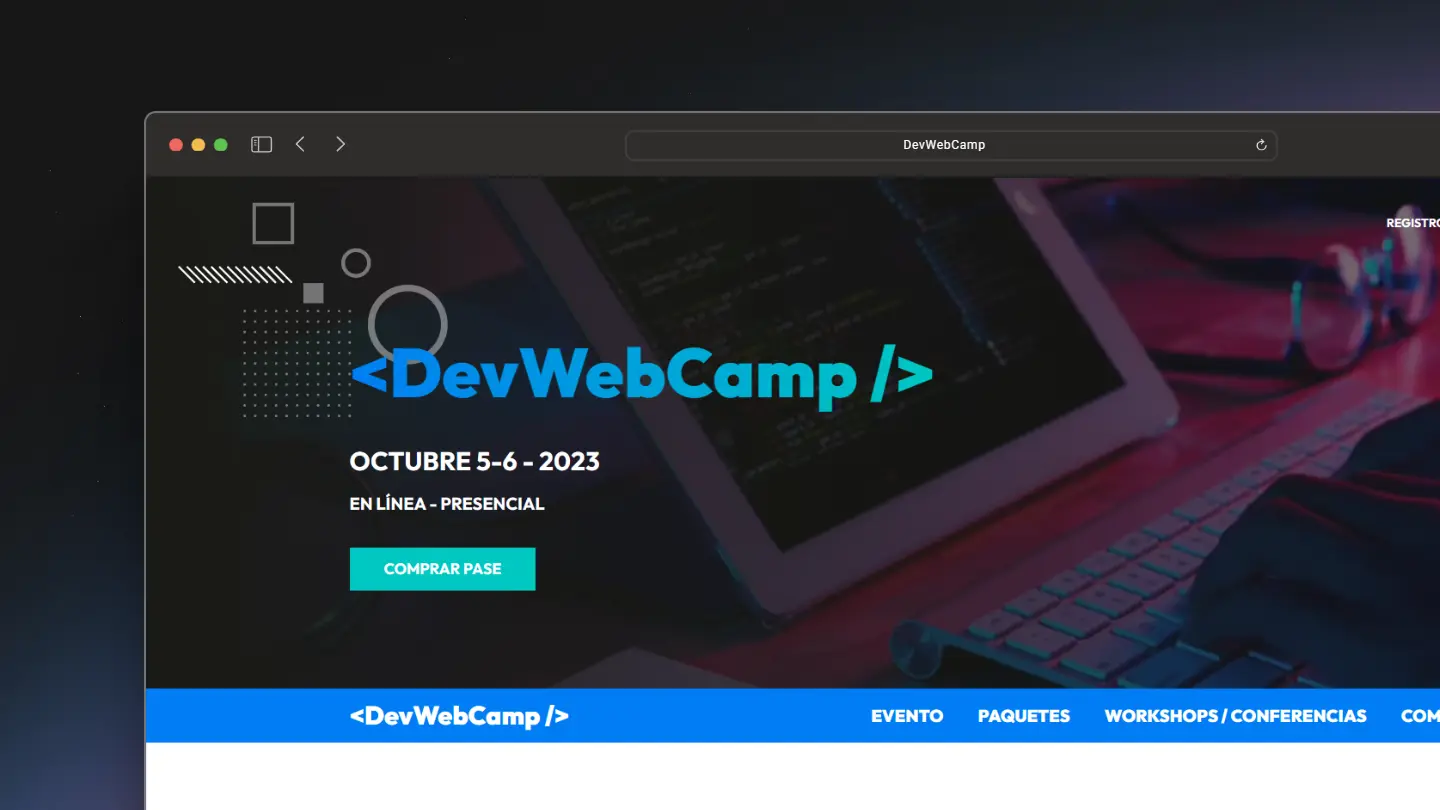 DevWebCamp
REGISTRO
<DevWebCamp />
OCTUBRE 5-6 - 2023
EN LÍNEA - PRESENCIAL
COMPRAR PASE
<DevWebCamp /> EVENTO PAQUETES WORKSHOPS / CONFERENCIAS COM